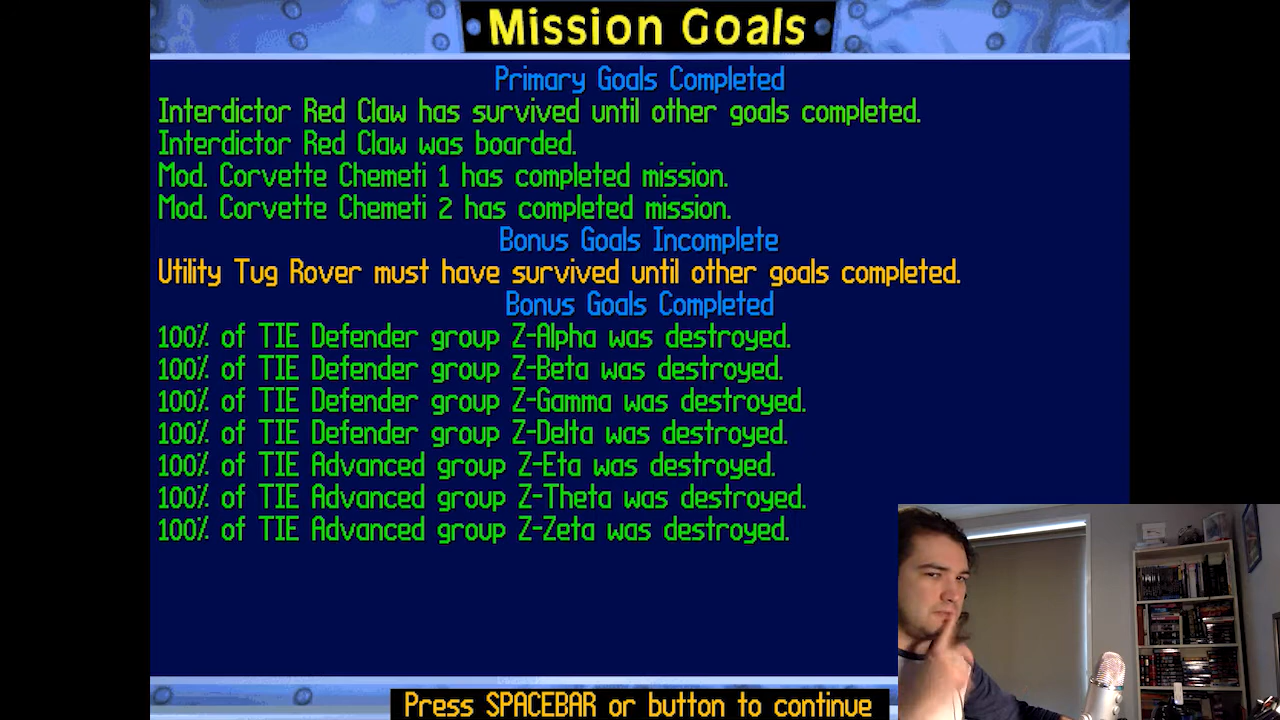 Mission Goals
Primary Goals Completed
Interdictor Red Claw has survived until other goals completed.
Interdictor Red Claw was boarded.
Mod. Corvette Chemeti 1 has completed mission.
Mod. Corvette Chemeti 2 has completed mission.
Bonus Goals Incomplete
Utility Tug Rover must have survived until other goals completed.
Bonus Goals Completed
100% of TIE Defender group Z-Alpha was destroyed.
100% of TIE Defender group Z-Beta was destroyed.
100% of TIE Defender group Z-Gamma was destroyed.
100% of TIE Defender group Z-Delta was destroyed.
100% of TIE Advanced group Z-Eta was destroyed.
100% of TIE Advanced group Z-Theta was destroyed.
100% of TIE Advanced group Z-Zeta was destroyed.
Press SPACEBAR or button to continue